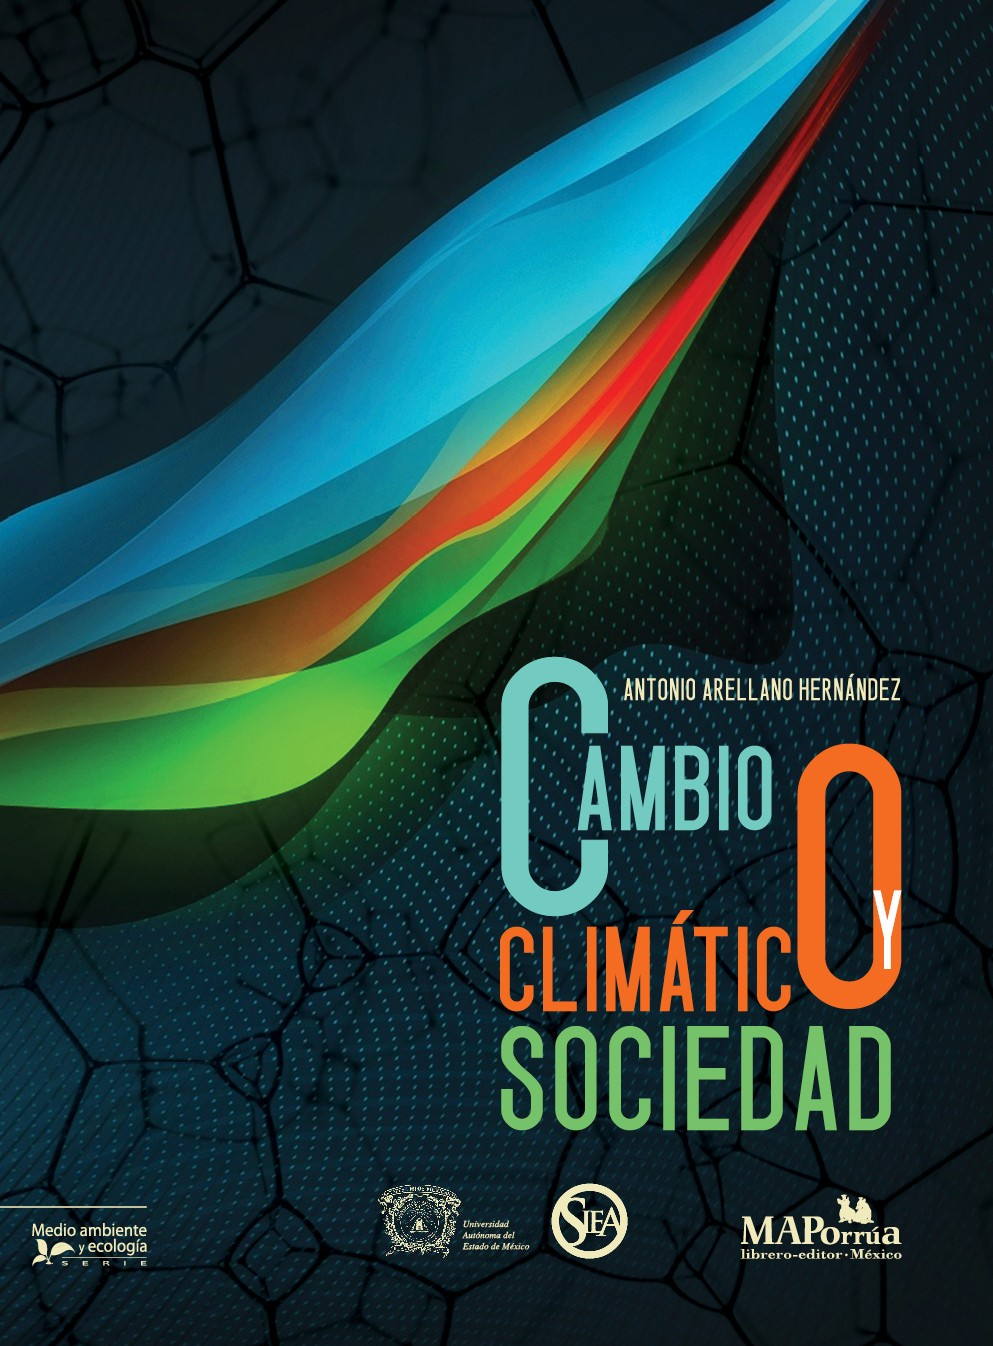 ANTONIO ARELLANO HERNÁNDEZ
CAMBIO
CLIMÁTICO Y
SOCIEDAD
Medio ambiente
y ecología
SERIE
Universidad
Autónoma del
Estado de México
SIEA
MAPorrúa
librero-editor • México